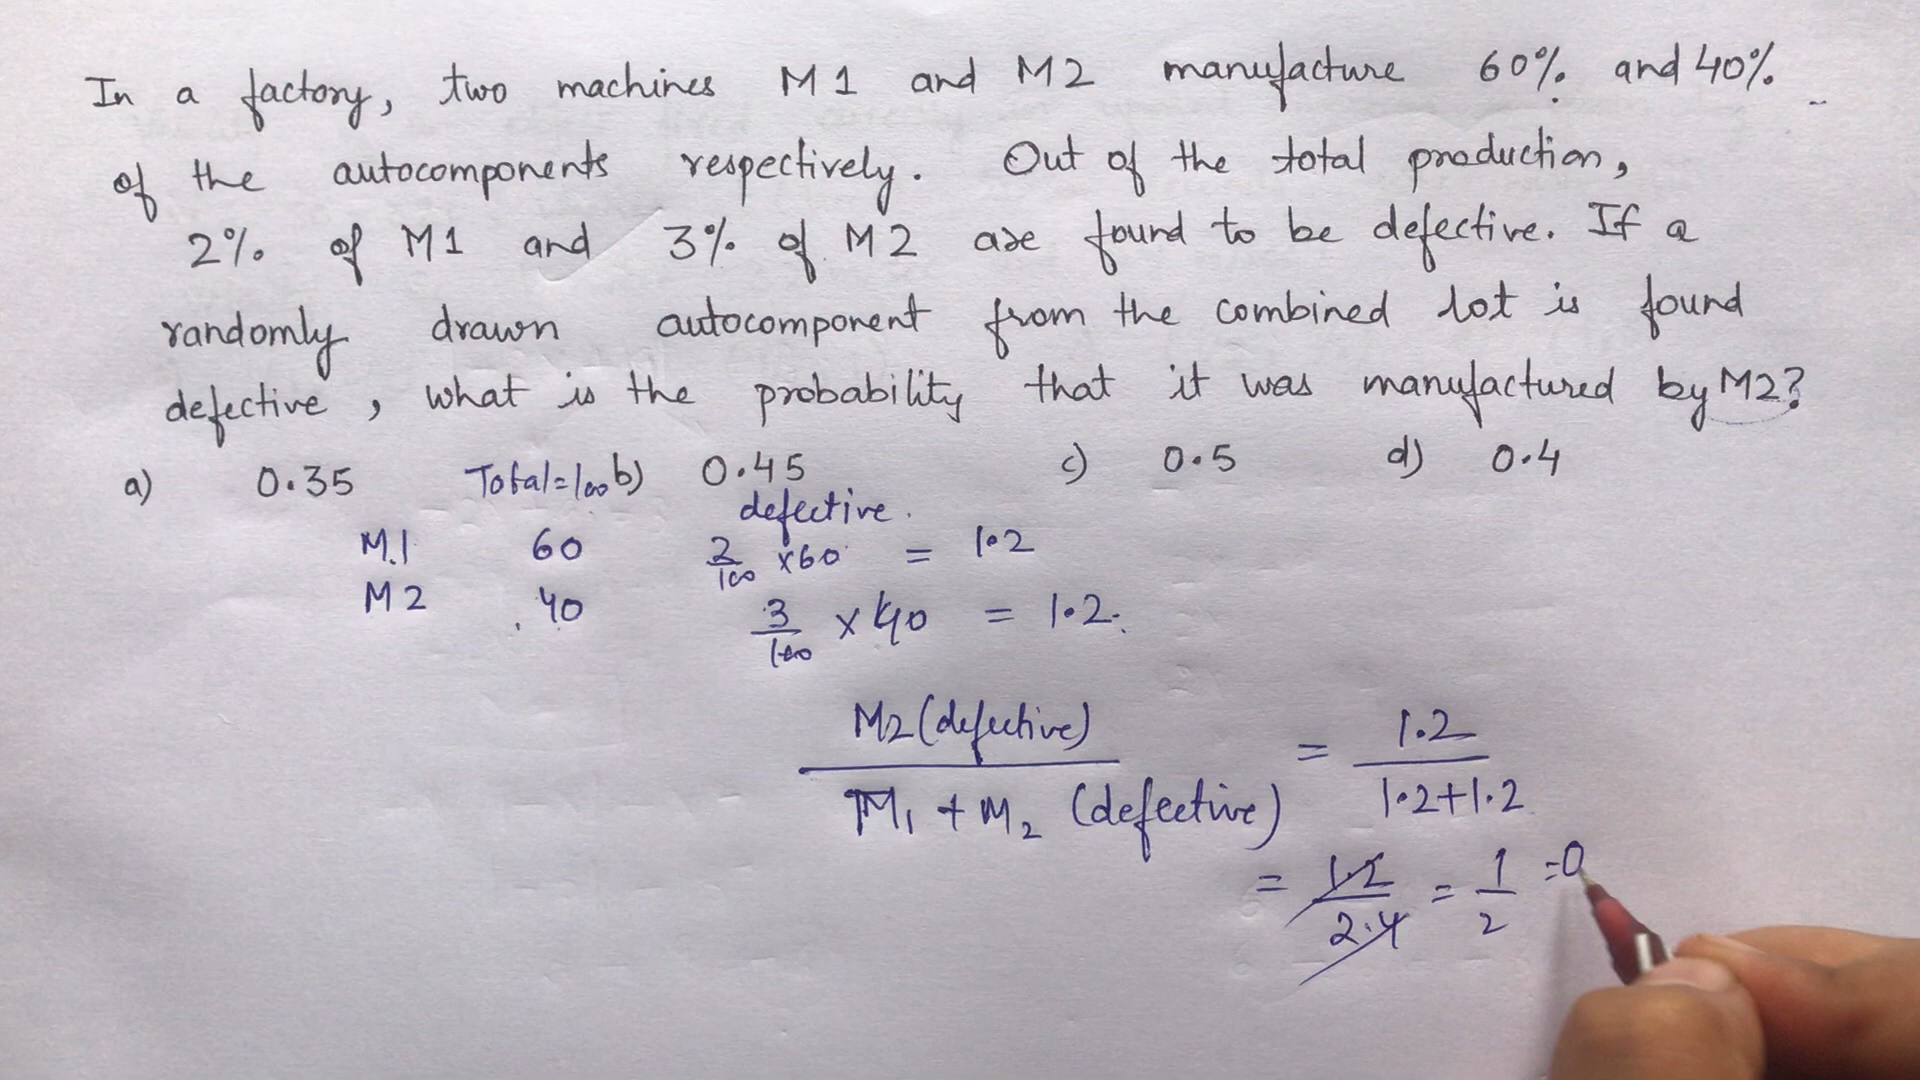 In a factory, two machines M1 and M2 manufacture 60% and 40%
of the autocomponents respectively. Out of the total production,
2% of M1 and 3% of M2 are found to be defective. If a
randomly drawn autocomponent from the combined lot is found
defective, what is the probability that it was manufactured by M2?
a) 0.35 b) 0.45 c) 0.5 d) 0.4
Total=100 defective.
M.1 60 2/100 x60 = 1.2
M2 40 3/100 x 40 = 1.2.
M2(defective) / M1 + M2 (defective) = 1.2 / 1.2+1.2
= 1.2/2.4 = 1/2 =0